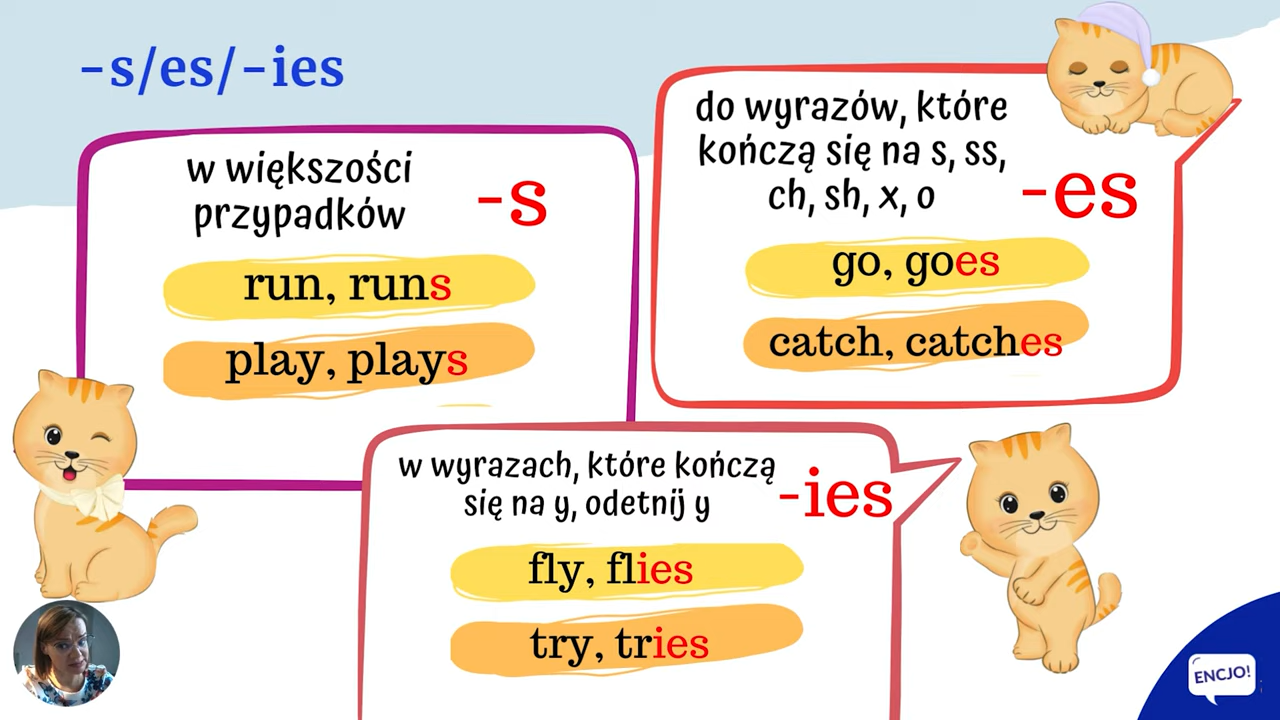 -s/es/-ies
w większości
przypadków
-s
run, runs
play, plays
do wyrazów, które
kończą się na s, ss,
ch, sh, x, o
-es
go, goes
catch, catches
w wyrazach, które kończą
się na y, odetnij y
-ies
fly, flies
try, tries
ENCJO!